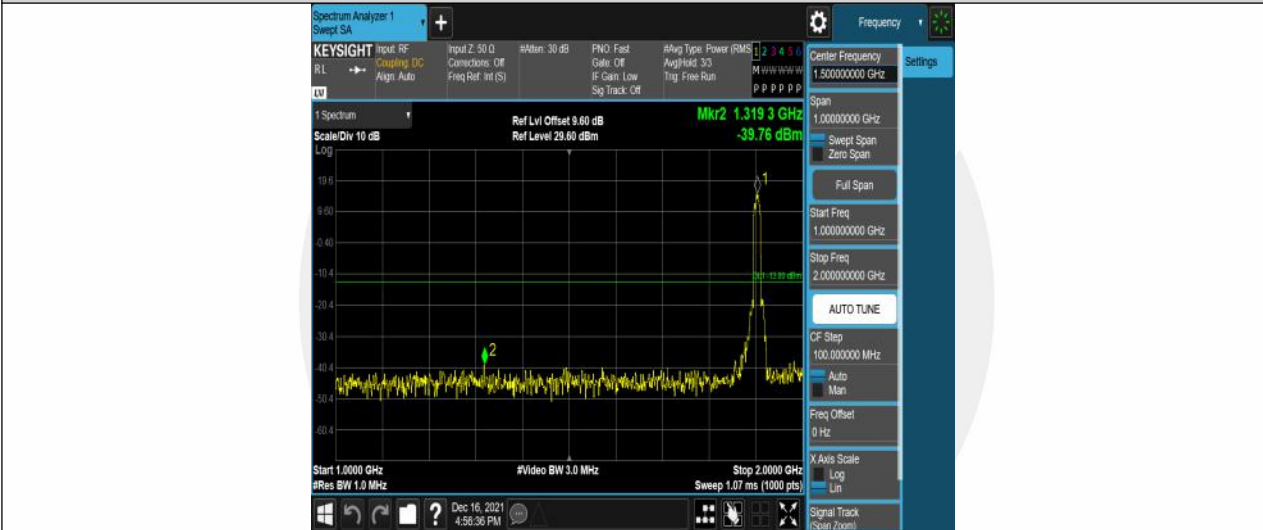 Spectrum Analyzer 1
Swept SA
+
Frequency
KEYSIGHT
Input: RF
Coupling: DC
Align: Auto
RL
LV
Input Z: 50 Ω
Corrections: Off
Freq Ref: Int (S)
#Atten: 30 dB
PNO: Fast
Gate: Off
IF Gain: Low
Sig Track: Off
#Avg Type: Power (RMS
Avg|Hold: 3/3
Trig: Free Run
1 2 3 4 5 6
M W W W W W
P P P P P P
Center Frequency
1.500000000 GHz
Settings
1 Spectrum
Scale/Div 10 dB
Log
Ref Lvl Offset 9.60 dB
Ref Level 29.60 dBm
Mkr2 1.319 3 GHz
-39.76 dBm
Span
1.00000000 GHz
Swept Span
Zero Span
Full Span
Start Freq
1.000000000 GHz
Stop Freq
2.000000000 GHz
AUTO TUNE
CF Step
100.000000 MHz
Auto
Man
Freq Offset
0 Hz
X Axis Scale
Log
Lin
Signal Track
(Span Zoom)
19.6
9.60
-0.40
-10.4
-20.4
-30.4
-40.4
-50.4
-60.4
1
DL1 -13.00 dBm
2
Start 1.0000 GHz
#Res BW 1.0 MHz
#Video BW 3.0 MHz
Stop 2.0000 GHz
Sweep 1.07 ms (1000 pts)
?
Dec 16, 2021
4:56:36 PM